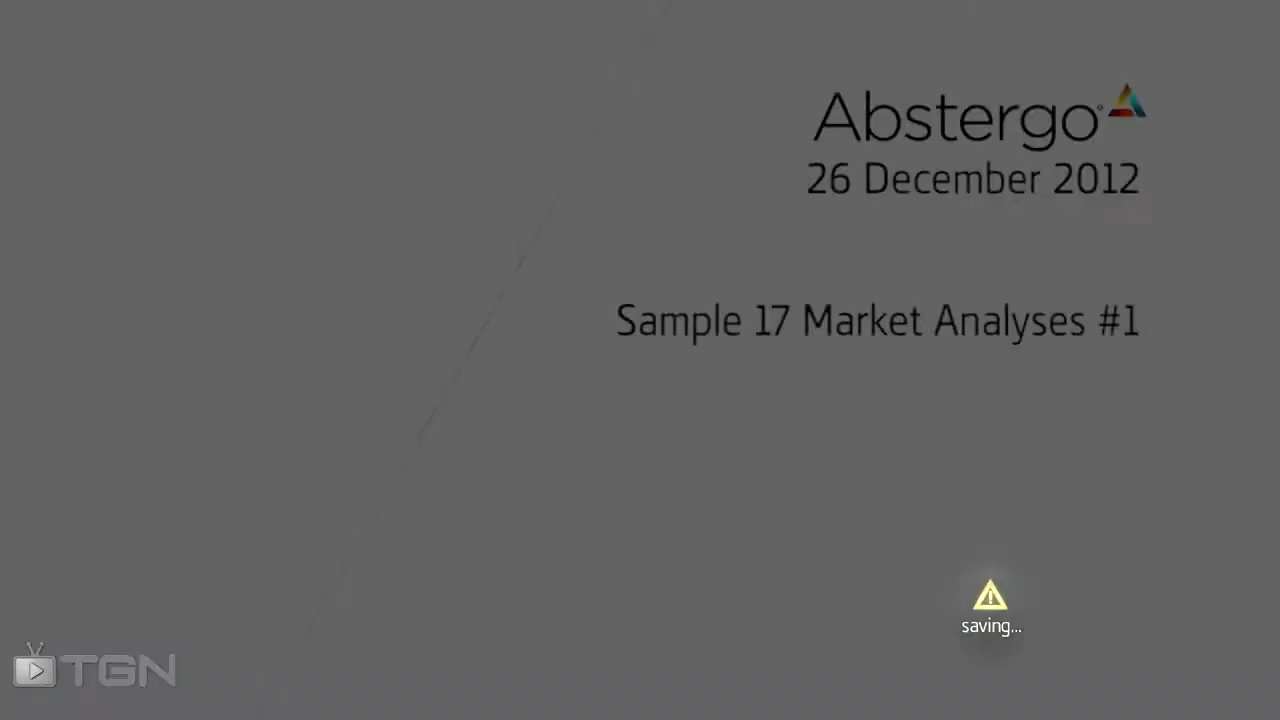 Abstergo
26 December 2012
Sample 17 Market Analyses #1
saving...
TGN